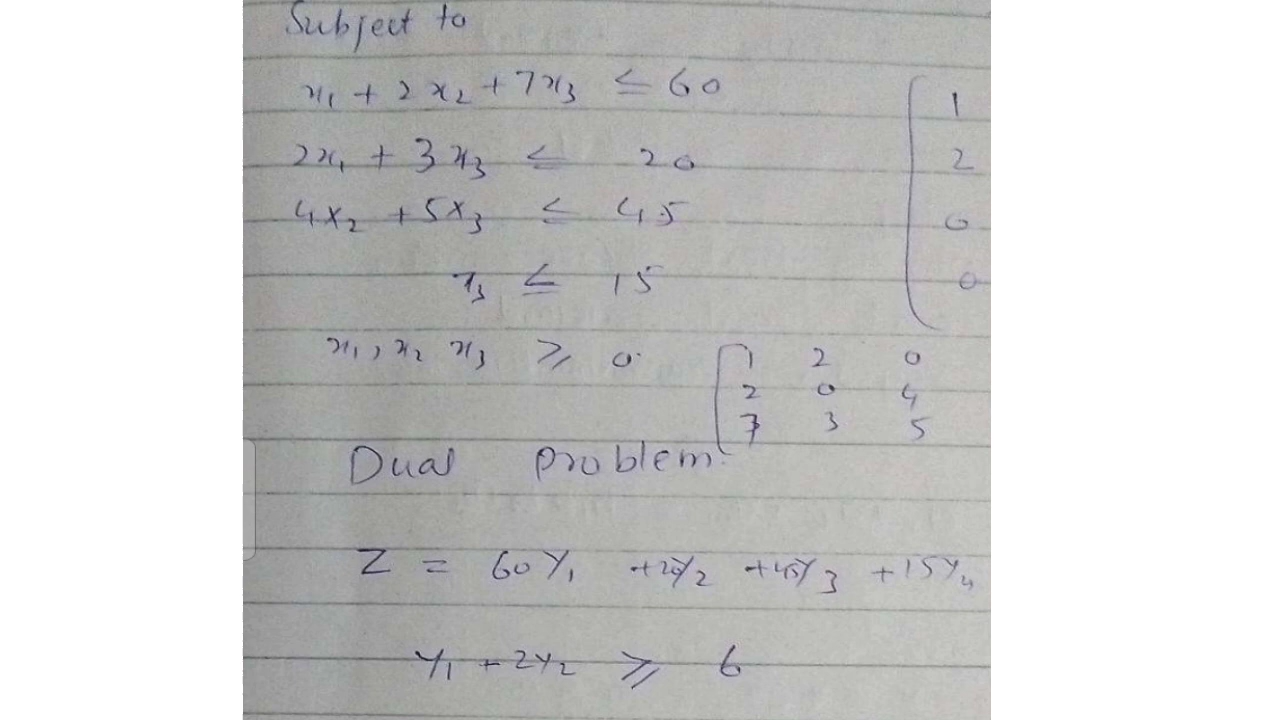 Subject to
x₁ + 2x₂ + 7x₃ ≤ 60
2x₁ + 3x₃ ≤ 20
4x₂ + 5x₃ ≤ 45
x₃ ≤ 15
x₁, x₂ x₃ ≥ 0
1
2
0
0
1 2 0
2 0 4
7 3 5
Dual problem.
Z = 60y₁ + 20y₂ + 45y₃ + 15y₄
y₁ + 2y₂ ≥ 6